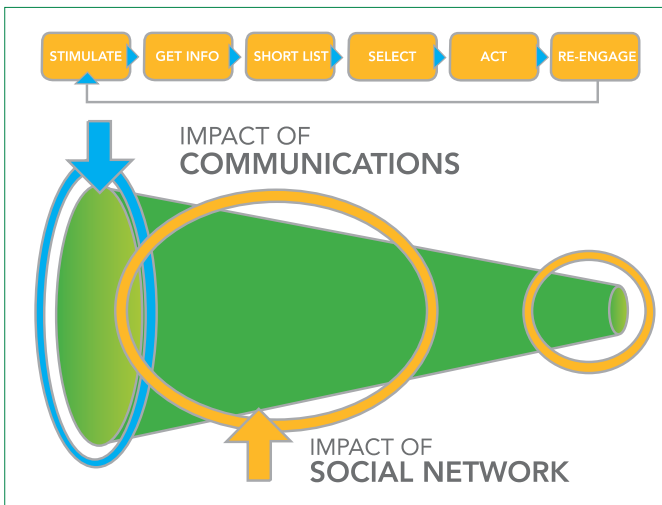 STIMULATE
GET INFO
SHORT LIST
SELECT
ACT
RE-ENGAGE
IMPACT OF
COMMUNICATIONS
IMPACT OF
SOCIAL NETWORK